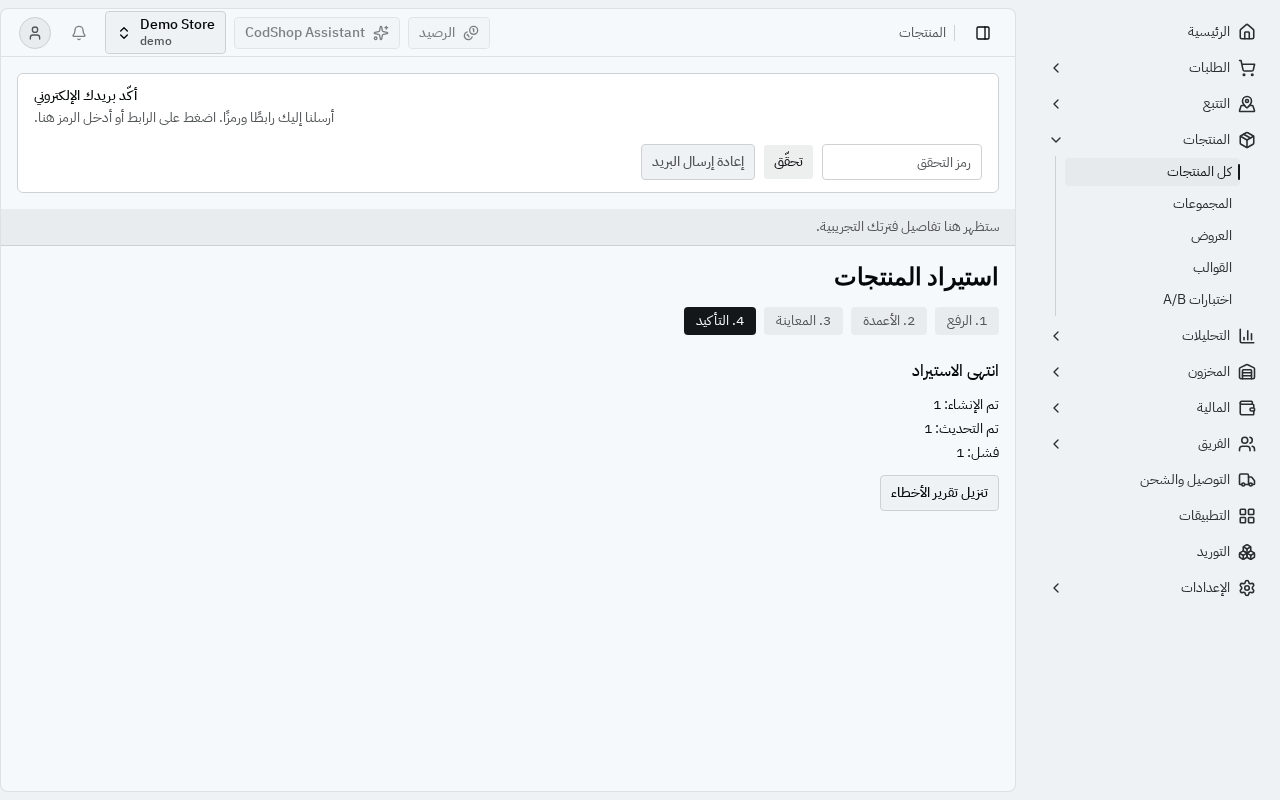 الرئيسية
الطلبات
التتبع
المنتجات
كل المنتجات
المجموعات
العروض
القوالب
اختبارات A/B
التحليلات
المخزون
المالية
الفريق
التوصيل والشحن
التطبيقات
التوريد
الإعدادات
المنتجات
الرصيد
CodShop Assistant
Demo Store
demo
أكّد بريدك الإلكتروني
أرسلنا إليك رابطًا ورمزًا. اضغط على الرابط أو أدخل الرمز هنا.
رمز التحقق
تحقّق
إعادة إرسال البريد
ستظهر هنا تفاصيل فترتك التجريبية.
استيراد المنتجات
1. الرفع
2. الأعمدة
3. المعاينة
4. التأكيد
انتهى الاستيراد
تم الإنشاء: 1
تم التحديث: 1
فشل: 1
تنزيل تقرير الأخطاء